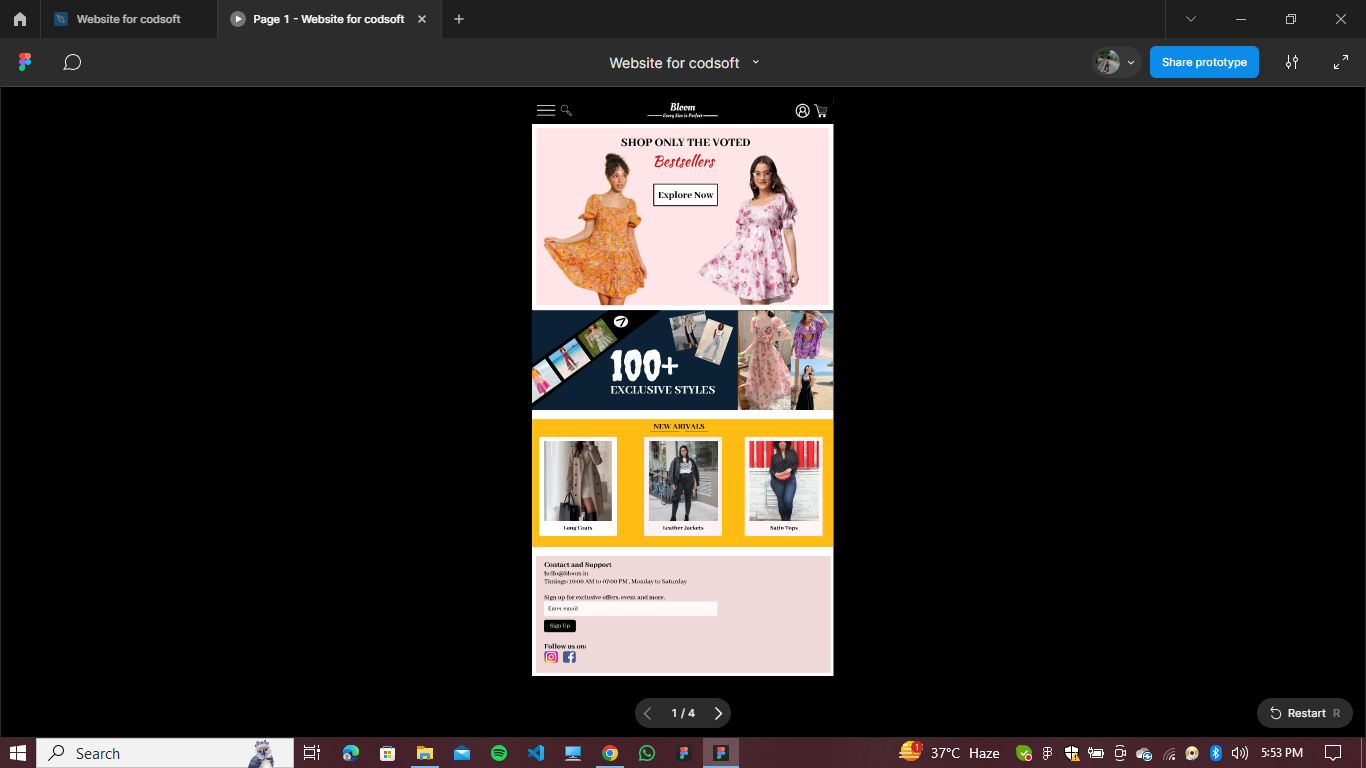 Website for codsoft
Page 1 - Website for codsoft
Website for codsoft
Share prototype
Bloom
Every Size is Perfect
SHOP ONLY THE VOTED
Bestsellers
Explore Now
100+
EXCLUSIVE STYLES
NEW ARIVALS
Long Coats
Leather Jackets
Satin Tops
Contact and Support
hello@bloom.in
Timings: 10:00 AM to 07:00 PM , Monday to Saturday
Sign up for exclusive offers, event and more.
Enter email
Sign Up
Follow us on:
1 / 4
Restart R
Search
1
37°C Haze
5:53 PM